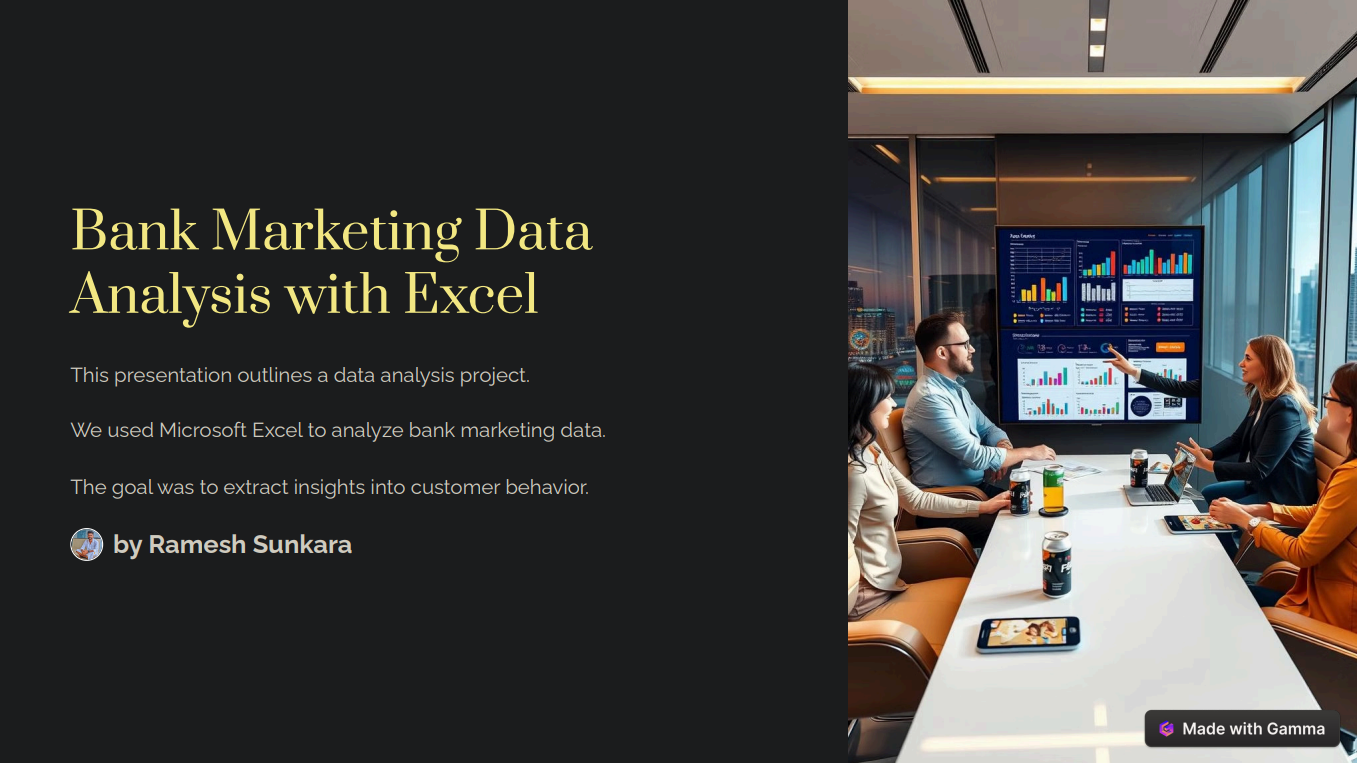 Bank Marketing Data
Analysis with Excel
This presentation outlines a data analysis project.
We used Microsoft Excel to analyze bank marketing data.
The goal was to extract insights into customer behavior.
by Ramesh Sunkara
Made with Gamma